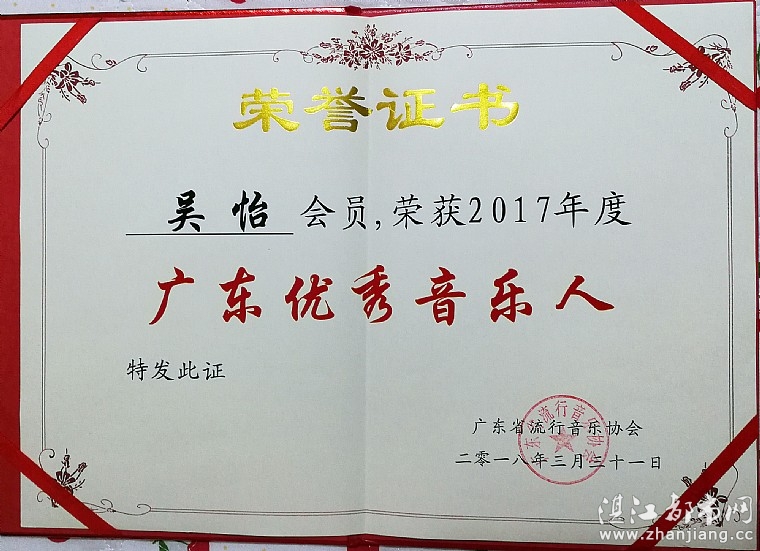 荣誉证书
吴怡 会员,荣获2017年度
广东优秀音乐人
特发此证
广东省流行音乐协会
二零一八年三月三十一日
湛江都市网
www.zhanjiang.cc